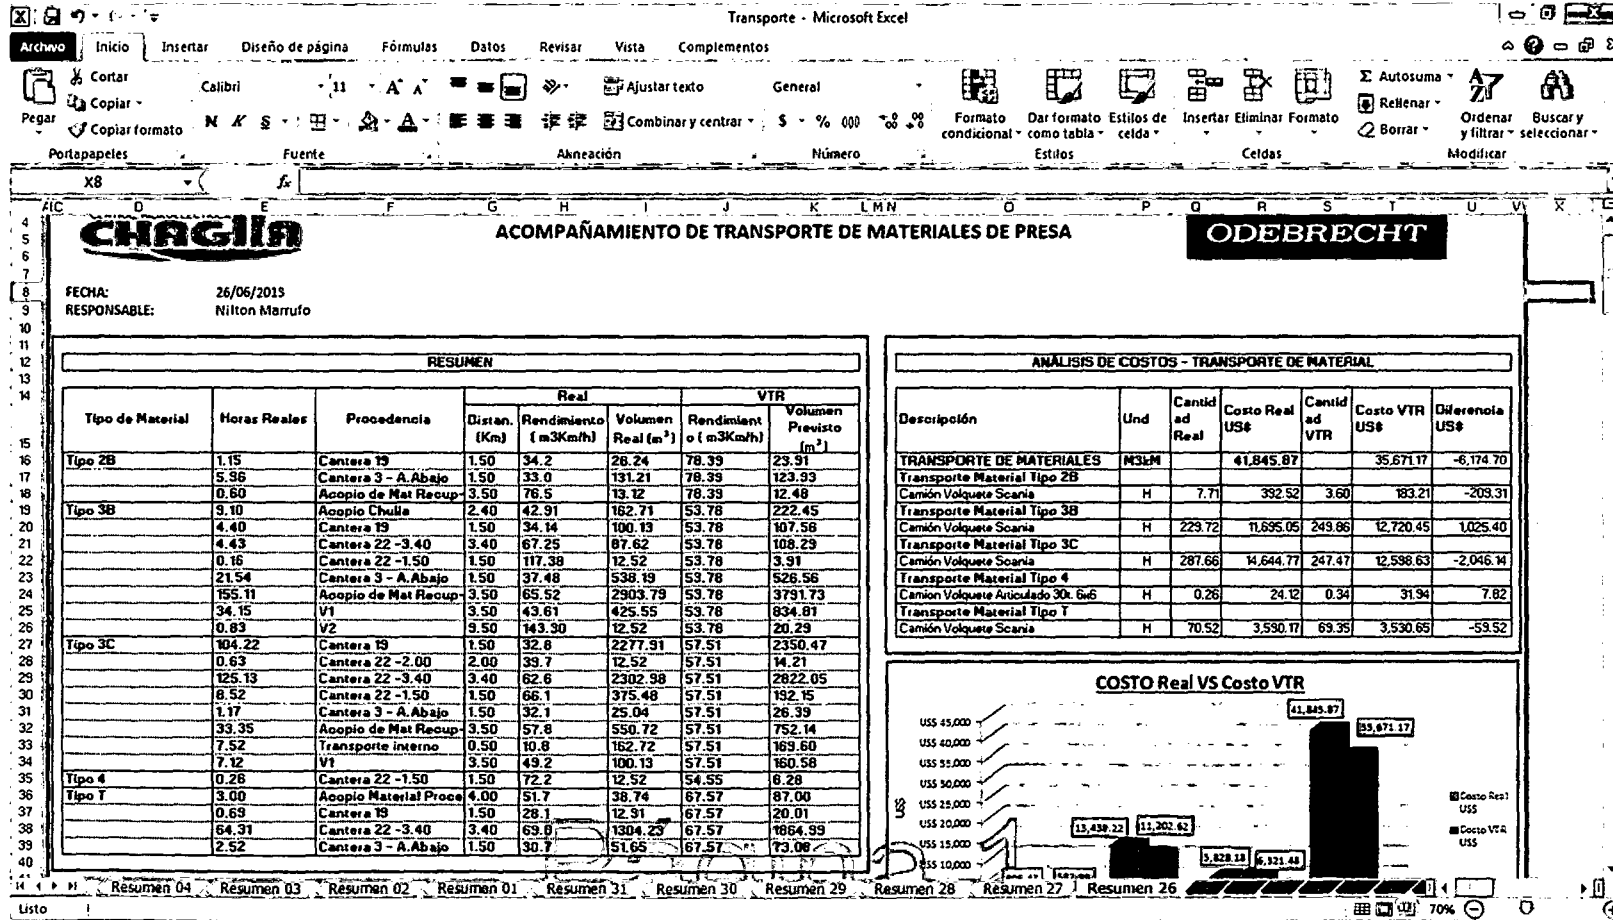 Transporte - Microsoft Excel
Archivo Inicio Insertar Diseño de página Fórmulas Datos Revisar Vista Complementos
Cortar
Copiar
Copiar formato
Pegar
Calibri 11
N K S
Ajustar texto
Combinar y centrar
General
$ % 000
Formato condicional
Dar formato como tabla
Estilos de celda
Insertar Eliminar Formato
Σ Autosuma
Rellenar
Borrar
Ordenar y filtrar
Buscar y seleccionar
Portapapeles Fuente Alineación Número Estilos Celdas Modificar
X8 fx
A C D E F G H I J K L M N O P Q R S T U V X
CHAGLLA
ACOMPAÑAMIENTO DE TRANSPORTE DE MATERIALES DE PRESA
ODEBRECHT
FECHA: 26/06/2013
RESPONSABLE: Nilton Marrufo
RESUMEN
Real VTR
Tipo de Material Horas Reales Procedencia Distan. (Km) Rendimiento ( m3Km/h) Volumen Real (m³) Rendimiento ( m3Km/h) Volumen Previsto (m³)
Tipo 2B 1.15 Cantera 19 1.50 34.2 26.24 78.39 23.91
5.96 Cantera 3 - A.Abajo 1.50 33.0 131.21 78.39 123.93
0.60 Acopio de Mat Recup- 3.50 76.5 13.12 78.39 12.48
Tipo 3B 9.10 Acopio Chulla 2.40 42.91 162.71 53.78 222.45
4.40 Cantera 19 1.50 34.14 100.13 53.78 107.58
4.43 Cantera 22 -3.40 3.40 67.25 87.62 53.78 108.29
0.16 Cantera 22 -1.50 1.50 117.38 12.52 53.78 3.91
21.54 Cantera 3 - A.Abajo 1.50 37.48 538.19 53.78 526.56
155.11 Acopio de Mat Recup- 3.50 65.52 2903.79 53.78 3791.73
34.15 V1 3.50 43.61 425.55 53.78 834.81
0.83 V2 9.50 143.30 12.52 53.78 20.29
Tipo 3C 104.22 Cantera 19 1.50 32.8 2277.91 57.51 2350.47
0.63 Cantera 22 -2.00 2.00 39.7 12.52 57.51 14.21
125.13 Cantera 22 -3.40 3.40 62.6 2302.98 57.51 2822.05
8.52 Cantera 22 -1.50 1.50 66.1 375.48 57.51 192.15
1.17 Cantera 3 - A.Abajo 1.50 32.1 25.04 57.51 26.39
33.35 Acopio de Mat Recup- 3.50 57.8 550.72 57.51 752.14
7.52 Transporte interno 0.50 10.8 162.72 57.51 169.60
7.12 V1 3.50 49.2 100.13 57.51 160.58
Tipo 4 0.26 Cantera 22 -1.50 1.50 72.2 12.52 54.55 6.28
Tipo T 3.00 Acopio Material Proce 4.00 51.7 38.74 67.57 87.00
0.69 Cantera 19 1.50 28.1 12.91 67.57 20.01
64.31 Cantera 22 -3.40 3.40 69.0 1304.23 67.57 1864.99
2.52 Cantera 3 - A.Abajo 1.50 30.7 51.65 67.57 73.08
ANÁLISIS DE COSTOS - TRANSPORTE DE MATERIAL
Descripción Und Cantidad Real Costo Real US$ Cantidad VTR Costo VTR US$ Diferencia US$
TRANSPORTE DE MATERIALES M3kM 41,845.87 35,671.17 -6,174.70
Transporte Material Tipo 2B
Camión Volquete Scania H 7.71 392.52 3.60 183.21 -209.31
Transporte Material Tipo 3B
Camión Volquete Scania H 229.72 11,695.05 249.86 12,720.45 1,025.40
Transporte Material Tipo 3C
Camión Volquete Scania H 287.66 14,644.77 247.47 12,598.63 -2,046.14
Transporte Material Tipo 4
Camion Volquete Articulado 30t. 6x6 H 0.26 24.12 0.34 31.94 7.82
Transporte Material Tipo T
Camión Volquete Scania H 70.52 3,590.17 69.35 3,530.65 -59.52
COSTO Real VS Costo VTR
US$ 45,000
US$ 40,000
US$ 35,000
US$ 30,000
US$ 25,000
US$ 20,000
US$ 15,000
US$ 10,000
US$
41,845.87
35,671.17
13,438.22
11,202.62
5,828.18
6,321.48
Costo Real US$
Costo VTR US$
Resumen 04 Resumen 03 Resumen 02 Resumen 01 Resumen 31 Resumen 30 Resumen 29 Resumen 28 Resumen 27 Resumen 26
Listo 70%